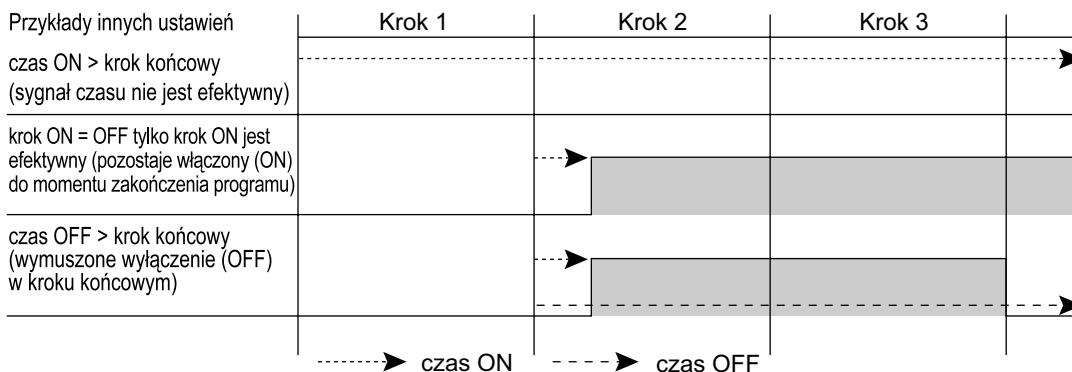 Przykłady innych ustawień
Krok 1
Krok 2
Krok 3
czas ON > krok końcowy
(sygnał czasu nie jest efektywny)
krok ON = OFF tylko krok ON jest
efektywny (pozostaje włączony (ON)
do momentu zakończenia programu)
czas OFF > krok końcowy
(wymuszone wyłączenie (OFF)
w kroku końcowym)
czas ON
czas OFF